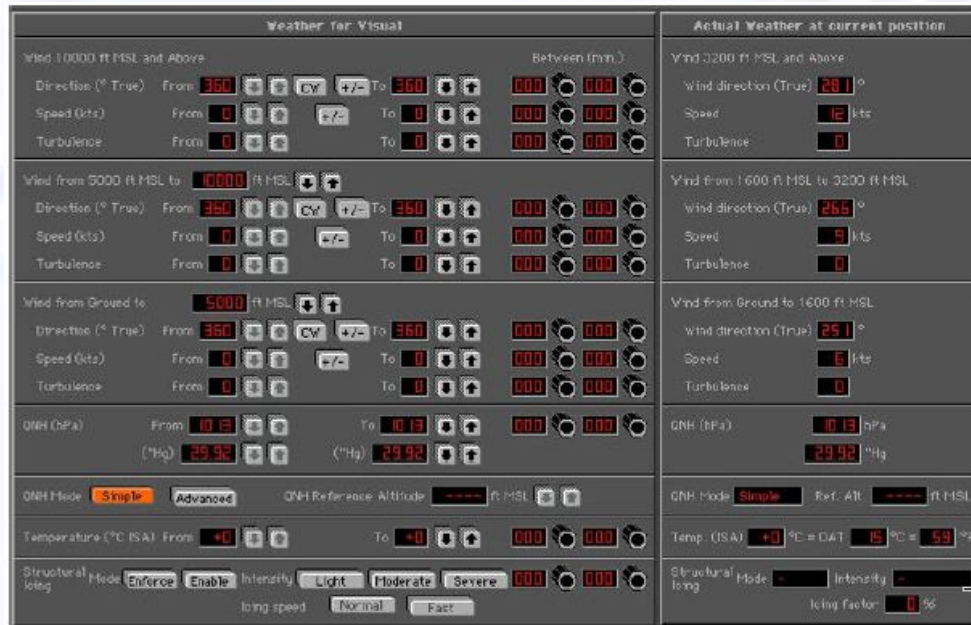 Weather for Visual
Wind 10000 ft MSL and Above Between (min.)
Direction (° True) From 360 CW +/- To 360 000 000
Speed (kts) From 0 +/- To 0 000 000
Turbulence From 0 To 0 000 000
Wind from 5000 ft MSL to 10000 ft MSL
Direction (° True) From 360 CW +/- To 360 000 000
Speed (kts) From 0 +/- To 0 000 000
Turbulence From 0 To 0 000 000
Wind from Ground to 5000 ft MSL
Direction (° True) From 360 CW +/- To 360 000 000
Speed (kts) From 0 +/- To 0 000 000
Turbulence From 0 To 0 000 000
QNH (hPa) From 1013 To 1013 000 000
("Hg) 29.92 ("Hg) 29.92
QNH Mode Simple Advanced QNH Reference Altitude ---- ft MSL
Temperature (°C ISA) From +0 To +0 000 000
Structural Icing Mode Enforce Enable Intensity Light Moderate Severe 000 000
Icing speed Normal Fast
Actual Weather at current position
Wind 3200 ft MSL and Above
Wind direction (True) 281 °
Speed 12 kts
Turbulence 0
Wind from 1600 ft MSL to 3200 ft MSL
Wind direction (True) 266 °
Speed 9 kts
Turbulence 0
Wind from Ground to 1600 ft MSL
Wind direction (True) 251 °
Speed 6 kts
Turbulence 0
QNH (hPa) 1013 hPa
29.92 "Hg
QNH Mode Simple Ref. Alt ---- ft MSL
Temp. (ISA) +0 °C = OAT 15 °C = 59
Structural Icing Mode - Intensity -
Icing factor 0 %